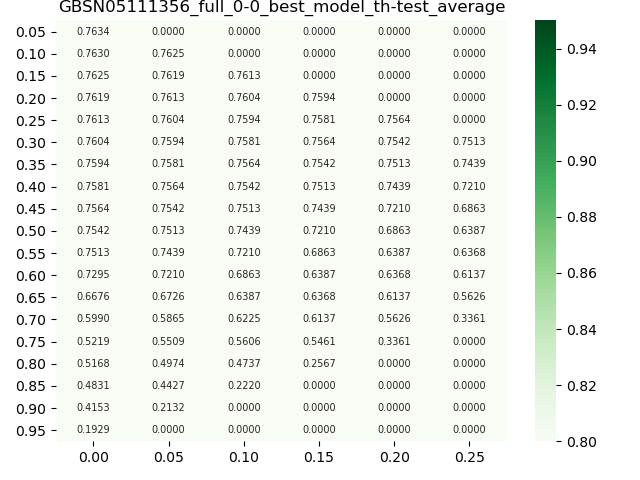 GBSN05111356_full_0-0_best_model_th-test_average
0.05 0.7634 0.0000 0.0000 0.0000 0.0000 0.0000
0.10 0.7630 0.7625 0.0000 0.0000 0.0000 0.0000
0.15 0.7625 0.7619 0.7613 0.0000 0.0000 0.0000
0.20 0.7619 0.7613 0.7604 0.7594 0.0000 0.0000
0.25 0.7613 0.7604 0.7594 0.7581 0.7564 0.0000
0.30 0.7604 0.7594 0.7581 0.7564 0.7542 0.7513
0.35 0.7594 0.7581 0.7564 0.7542 0.7513 0.7439
0.40 0.7581 0.7564 0.7542 0.7513 0.7439 0.7210
0.45 0.7564 0.7542 0.7513 0.7439 0.7210 0.6863
0.50 0.7542 0.7513 0.7439 0.7210 0.6863 0.6387
0.55 0.7513 0.7439 0.7210 0.6863 0.6387 0.6368
0.60 0.7295 0.7210 0.6863 0.6387 0.6368 0.6137
0.65 0.6676 0.6726 0.6387 0.6368 0.6137 0.5626
0.70 0.5990 0.5865 0.6225 0.6137 0.5626 0.3361
0.75 0.5219 0.5509 0.5606 0.5461 0.3361 0.0000
0.80 0.5168 0.4974 0.4737 0.2567 0.0000 0.0000
0.85 0.4831 0.4427 0.2220 0.0000 0.0000 0.0000
0.90 0.4153 0.2132 0.0000 0.0000 0.0000 0.0000
0.95 0.1929 0.0000 0.0000 0.0000 0.0000 0.0000
0.00 0.05 0.10 0.15 0.20 0.25
0.94
0.92
0.90
0.88
0.86
0.84
0.82
0.80